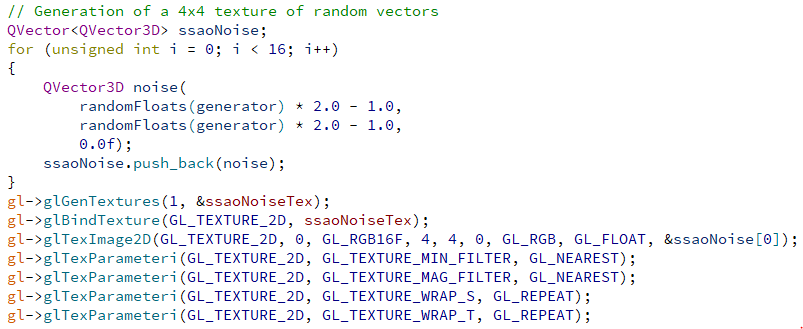 // Generation of a 4x4 texture of random vectors
QVector<QVector3D> ssaoNoise;
for (unsigned int i = 0; i < 16; i++)
{
    QVector3D noise(
        randomFloats(generator) * 2.0 - 1.0,
        randomFloats(generator) * 2.0 - 1.0,
        0.0f);
    ssaoNoise.push_back(noise);
}
gl->glGenTextures(1, &ssaoNoiseTex);
gl->glBindTexture(GL_TEXTURE_2D, ssaoNoiseTex);
gl->glTexImage2D(GL_TEXTURE_2D, 0, GL_RGB16F, 4, 4, 0, GL_RGB, GL_FLOAT, &ssaoNoise[0]);
gl->glTexParameteri(GL_TEXTURE_2D, GL_TEXTURE_MIN_FILTER, GL_NEAREST);
gl->glTexParameteri(GL_TEXTURE_2D, GL_TEXTURE_MAG_FILTER, GL_NEAREST);
gl->glTexParameteri(GL_TEXTURE_2D, GL_TEXTURE_WRAP_S, GL_REPEAT);
gl->glTexParameteri(GL_TEXTURE_2D, GL_TEXTURE_WRAP_T, GL_REPEAT);